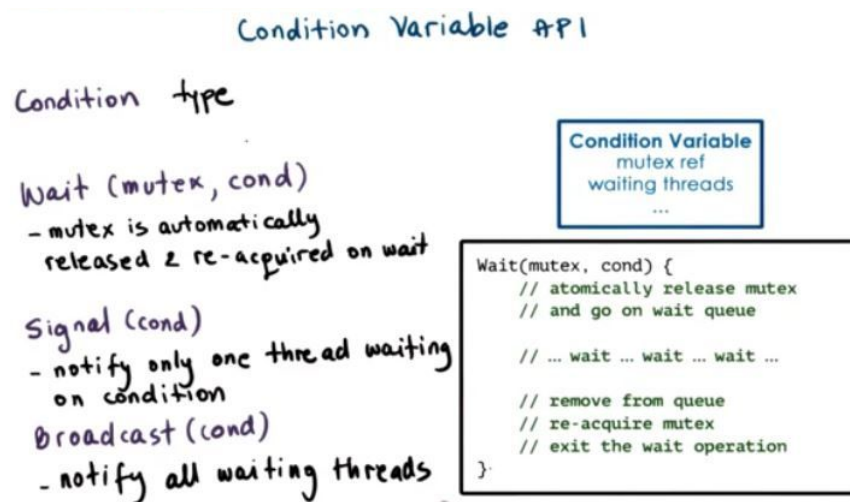 Condition Variable API
Condition type
Wait (mutex, cond)
- mutex is automatically
released & re-acquired on wait
Signal (cond)
- notify only one thread waiting
on condition
Broadcast (cond)
- notify all waiting threads
Condition Variable
mutex ref
waiting threads
...
Wait(mutex, cond) {
// atomically release mutex
// and go on wait queue
// ... wait ... wait ... wait ...
// remove from queue
// re-acquire mutex
// exit the wait operation
}